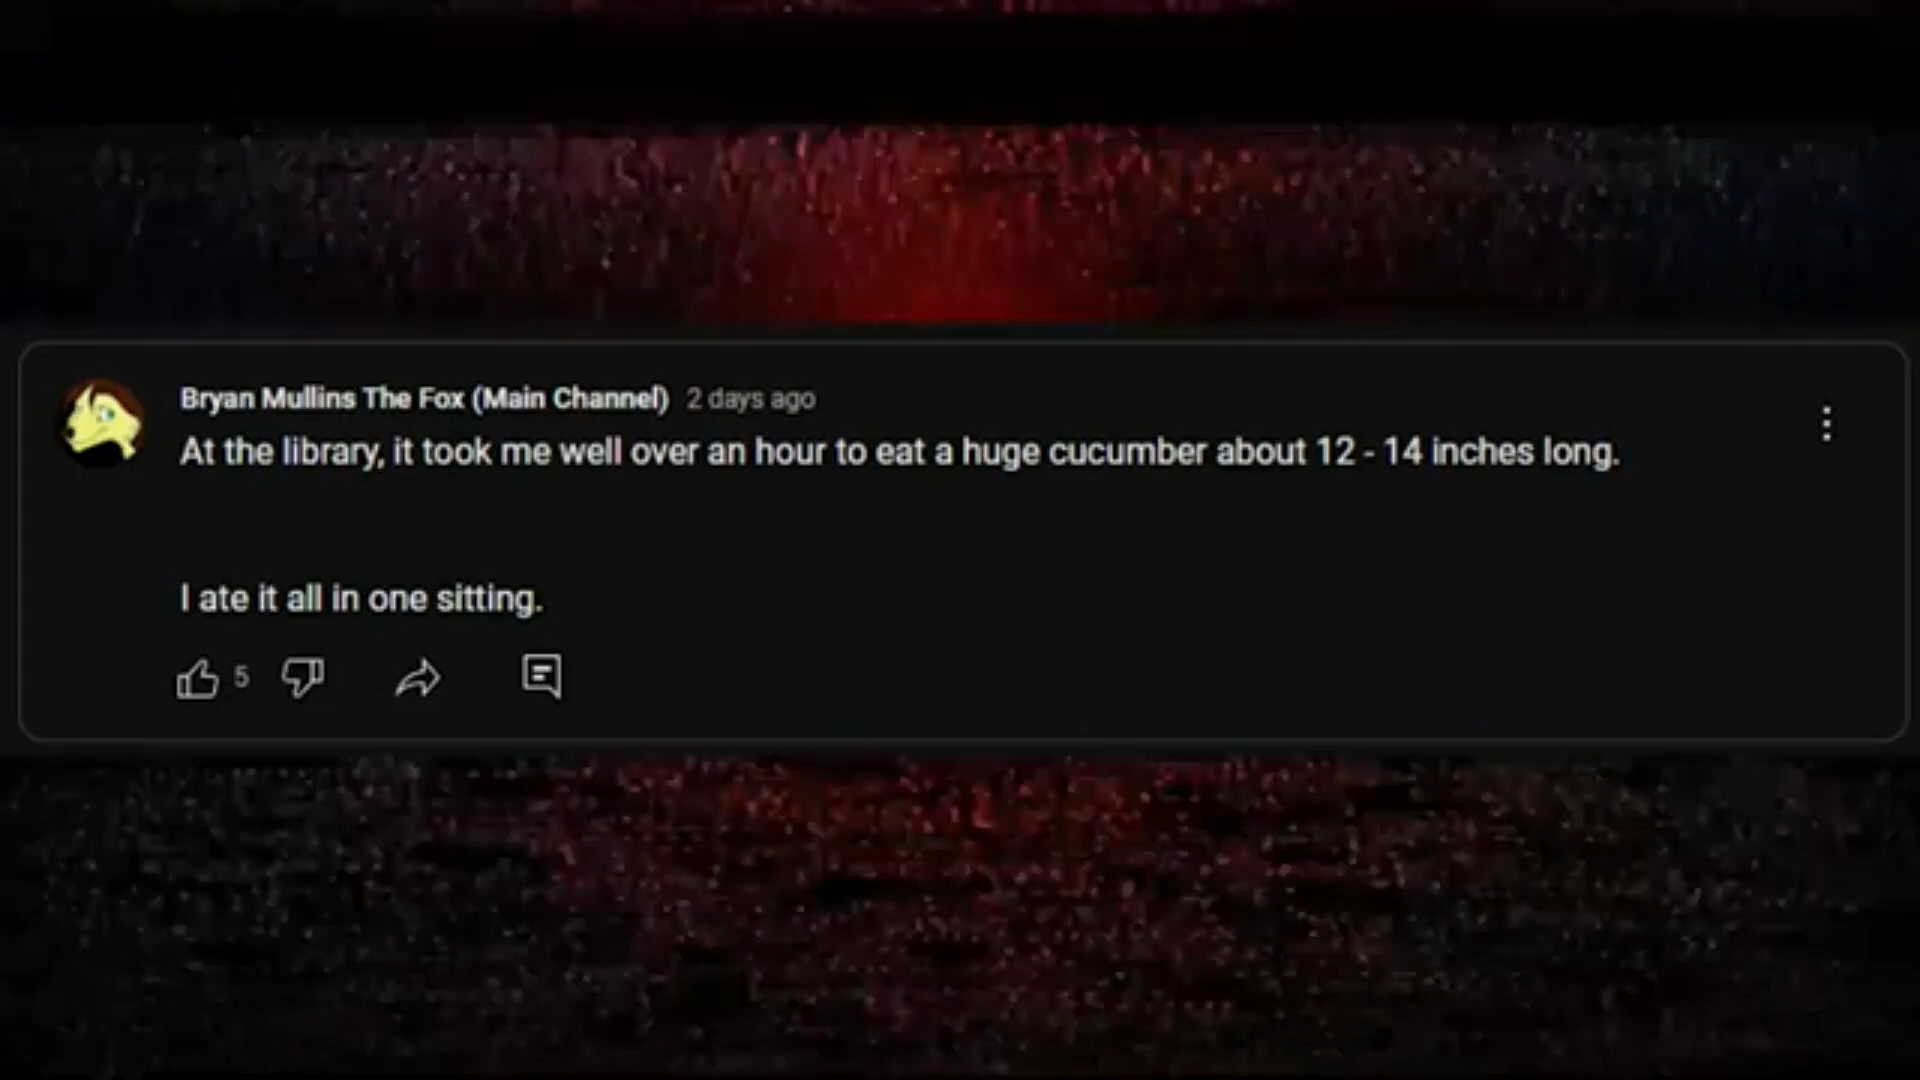 Bryan Mullins The Fox (Main Channel) 2 days ago
At the library, it took me well over an hour to eat a huge cucumber about 12 - 14 inches long.
I ate it all in one sitting.
5